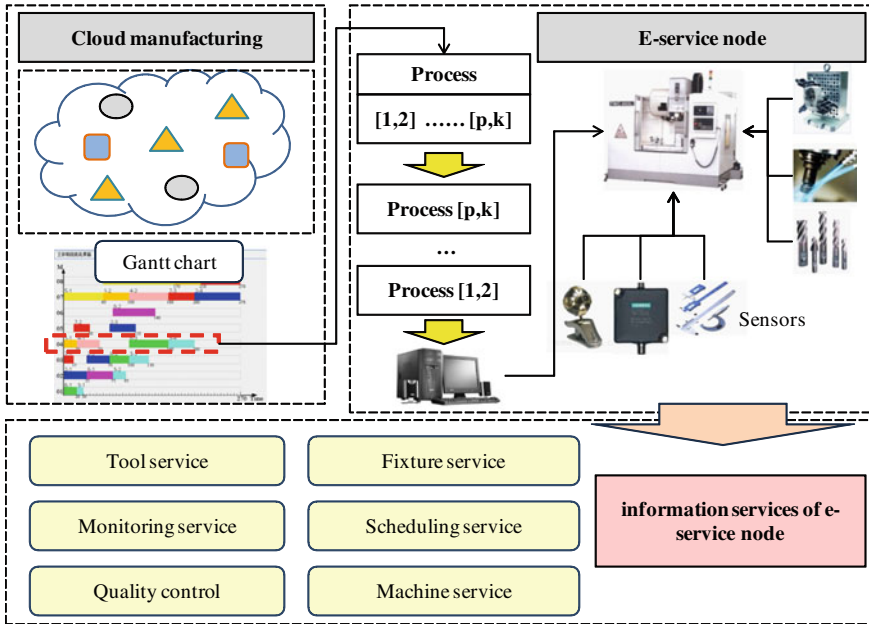 Cloud manufacturing
Gantt chart
M
Process
[1,2] ...... [p,k]
Process [p,k]
...
Process [1,2]
E-service node
Sensors
SIEMENS
Tool service
Fixture service
Monitoring service
Scheduling service
Quality control
Machine service
information services of e-
service node